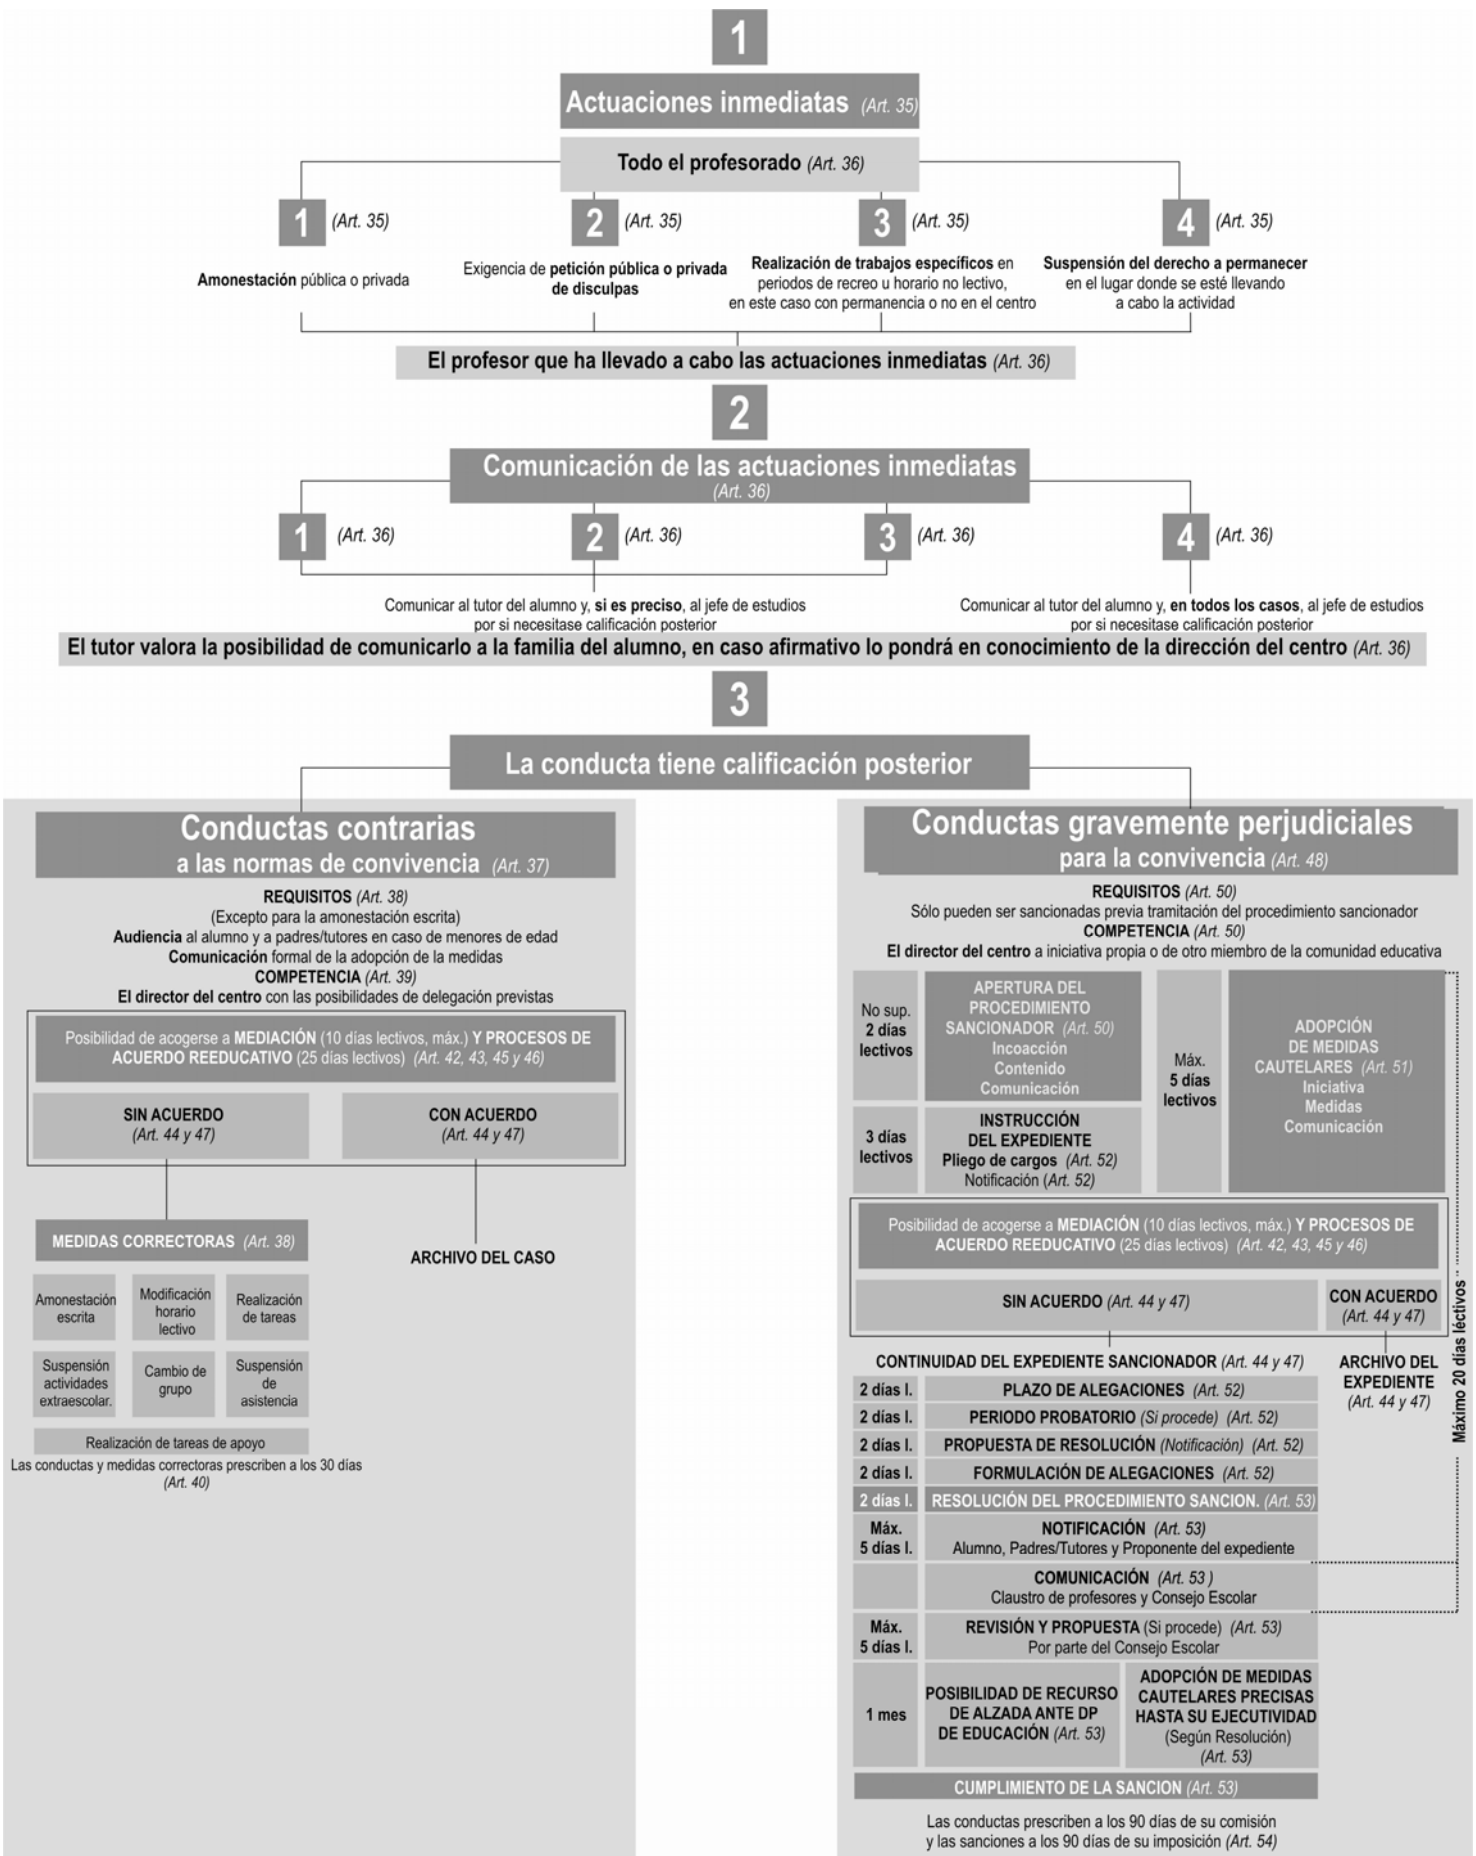 1
Actuaciones inmediatas (Art. 35)
Todo el profesorado (Art. 36)
1 (Art. 35)
Amonestación pública o privada
2 (Art. 35)
Exigencia de petición pública o privada
de disculpas
3 (Art. 35)
Realización de trabajos específicos en
periodos de recreo u horario no lectivo,
en este caso con permanencia o no en el centro
4 (Art. 35)
Suspensión del derecho a permanecer
en el lugar donde se esté llevando
a cabo la actividad
El profesor que ha llevado a cabo las actuaciones inmediatas (Art. 36)
2
Comunicación de las actuaciones inmediatas
(Art. 36)
1 (Art. 36)
2 (Art. 36)
3 (Art. 36)
4 (Art. 36)
Comunicar al tutor del alumno y, si es preciso, al jefe de estudios
por si necesitase calificación posterior
Comunicar al tutor del alumno y, en todos los casos, al jefe de estudios
por si necesitase calificación posterior
El tutor valora la posibilidad de comunicarlo a la familia del alumno, en caso afirmativo lo pondrá en conocimiento de la dirección del centro (Art. 36)
3
La conducta tiene calificación posterior
Conductas contrarias
a las normas de convivencia (Art. 37)
REQUISITOS (Art. 38)
(Excepto para la amonestación escrita)
Audiencia al alumno y a padres/tutores en caso de menores de edad
Comunicación formal de la adopción de la medidas
COMPETENCIA (Art. 39)
El director del centro con las posibilidades de delegación previstas
Posibilidad de acogerse a MEDIACIÓN (10 días lectivos, máx.) Y PROCESOS DE
ACUERDO REEDUCATIVO (25 días lectivos) (Art. 42, 43, 45 y 46)
SIN ACUERDO
(Art. 44 y 47)
CON ACUERDO
(Art. 44 y 47)
MEDIDAS CORRECTORAS (Art. 38)
ARCHIVO DEL CASO
Amonestación
escrita
Modificación
horario
lectivo
Realización
de tareas
Suspensión
actividades
extraescolar.
Cambio de
grupo
Suspensión
de
asistencia
Realización de tareas de apoyo
Las conductas y medidas correctoras prescriben a los 30 días
(Art. 40)
Conductas gravemente perjudiciales
para la convivencia (Art. 48)
REQUISITOS (Art. 50)
Sólo pueden ser sancionadas previa tramitación del procedimiento sancionador
COMPETENCIA (Art. 50)
El director del centro a iniciativa propia o de otro miembro de la comunidad educativa
No sup.
2 días
lectivos
APERTURA DEL
PROCEDIMIENTO
SANCIONADOR (Art. 50)
Incoacción
Contenido
Comunicación
Máx.
5 días
lectivos
ADOPCIÓN
DE MEDIDAS
CAUTELARES (Art. 51)
Iniciativa
Medidas
Comunicación
3 días
lectivos
INSTRUCCIÓN
DEL EXPEDIENTE
Pliego de cargos (Art. 52)
Notificación (Art. 52)
Posibilidad de acogerse a MEDIACIÓN (10 días lectivos, máx.) Y PROCESOS DE
ACUERDO REEDUCATIVO (25 días lectivos) (Art. 42, 43, 45 y 46)
SIN ACUERDO (Art. 44 y 47)
CON ACUERDO
(Art. 44 y 47)
Máximo 20 días léctivos
CONTINUIDAD DEL EXPEDIENTE SANCIONADOR (Art. 44 y 47)
ARCHIVO DEL
EXPEDIENTE
(Art. 44 y 47)
2 días l. PLAZO DE ALEGACIONES (Art. 52)
2 días l. PERIODO PROBATORIO (Si procede) (Art. 52)
2 días l. PROPUESTA DE RESOLUCIÓN (Notificación) (Art. 52)
2 días l. FORMULACIÓN DE ALEGACIONES (Art. 52)
2 días l. RESOLUCIÓN DEL PROCEDIMIENTO SANCION. (Art. 53)
Máx.
5 días l.
NOTIFICACIÓN (Art. 53)
Alumno, Padres/Tutores y Proponente del expediente
COMUNICACIÓN (Art. 53 )
Claustro de profesores y Consejo Escolar
Máx.
5 días l.
REVISIÓN Y PROPUESTA (Si procede) (Art. 53)
Por parte del Consejo Escolar
1 mes
POSIBILIDAD DE RECURSO
DE ALZADA ANTE DP
DE EDUCACIÓN (Art. 53)
ADOPCIÓN DE MEDIDAS
CAUTELARES PRECISAS
HASTA SU EJECUTIVIDAD
(Según Resolución)
(Art. 53)
CUMPLIMIENTO DE LA SANCION (Art. 53)
Las conductas prescriben a los 90 días de su comisión
y las sanciones a los 90 días de su imposición (Art. 54)